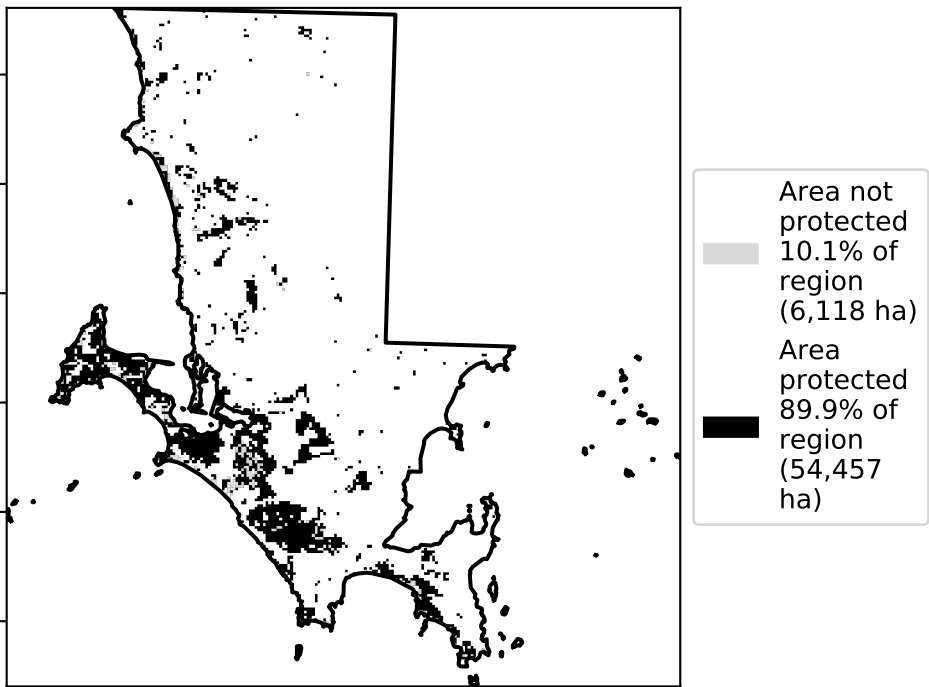 Area not
protected
10.1% of
region
(6,118 ha)
Area
protected
89.9% of
region
(54,457
ha)